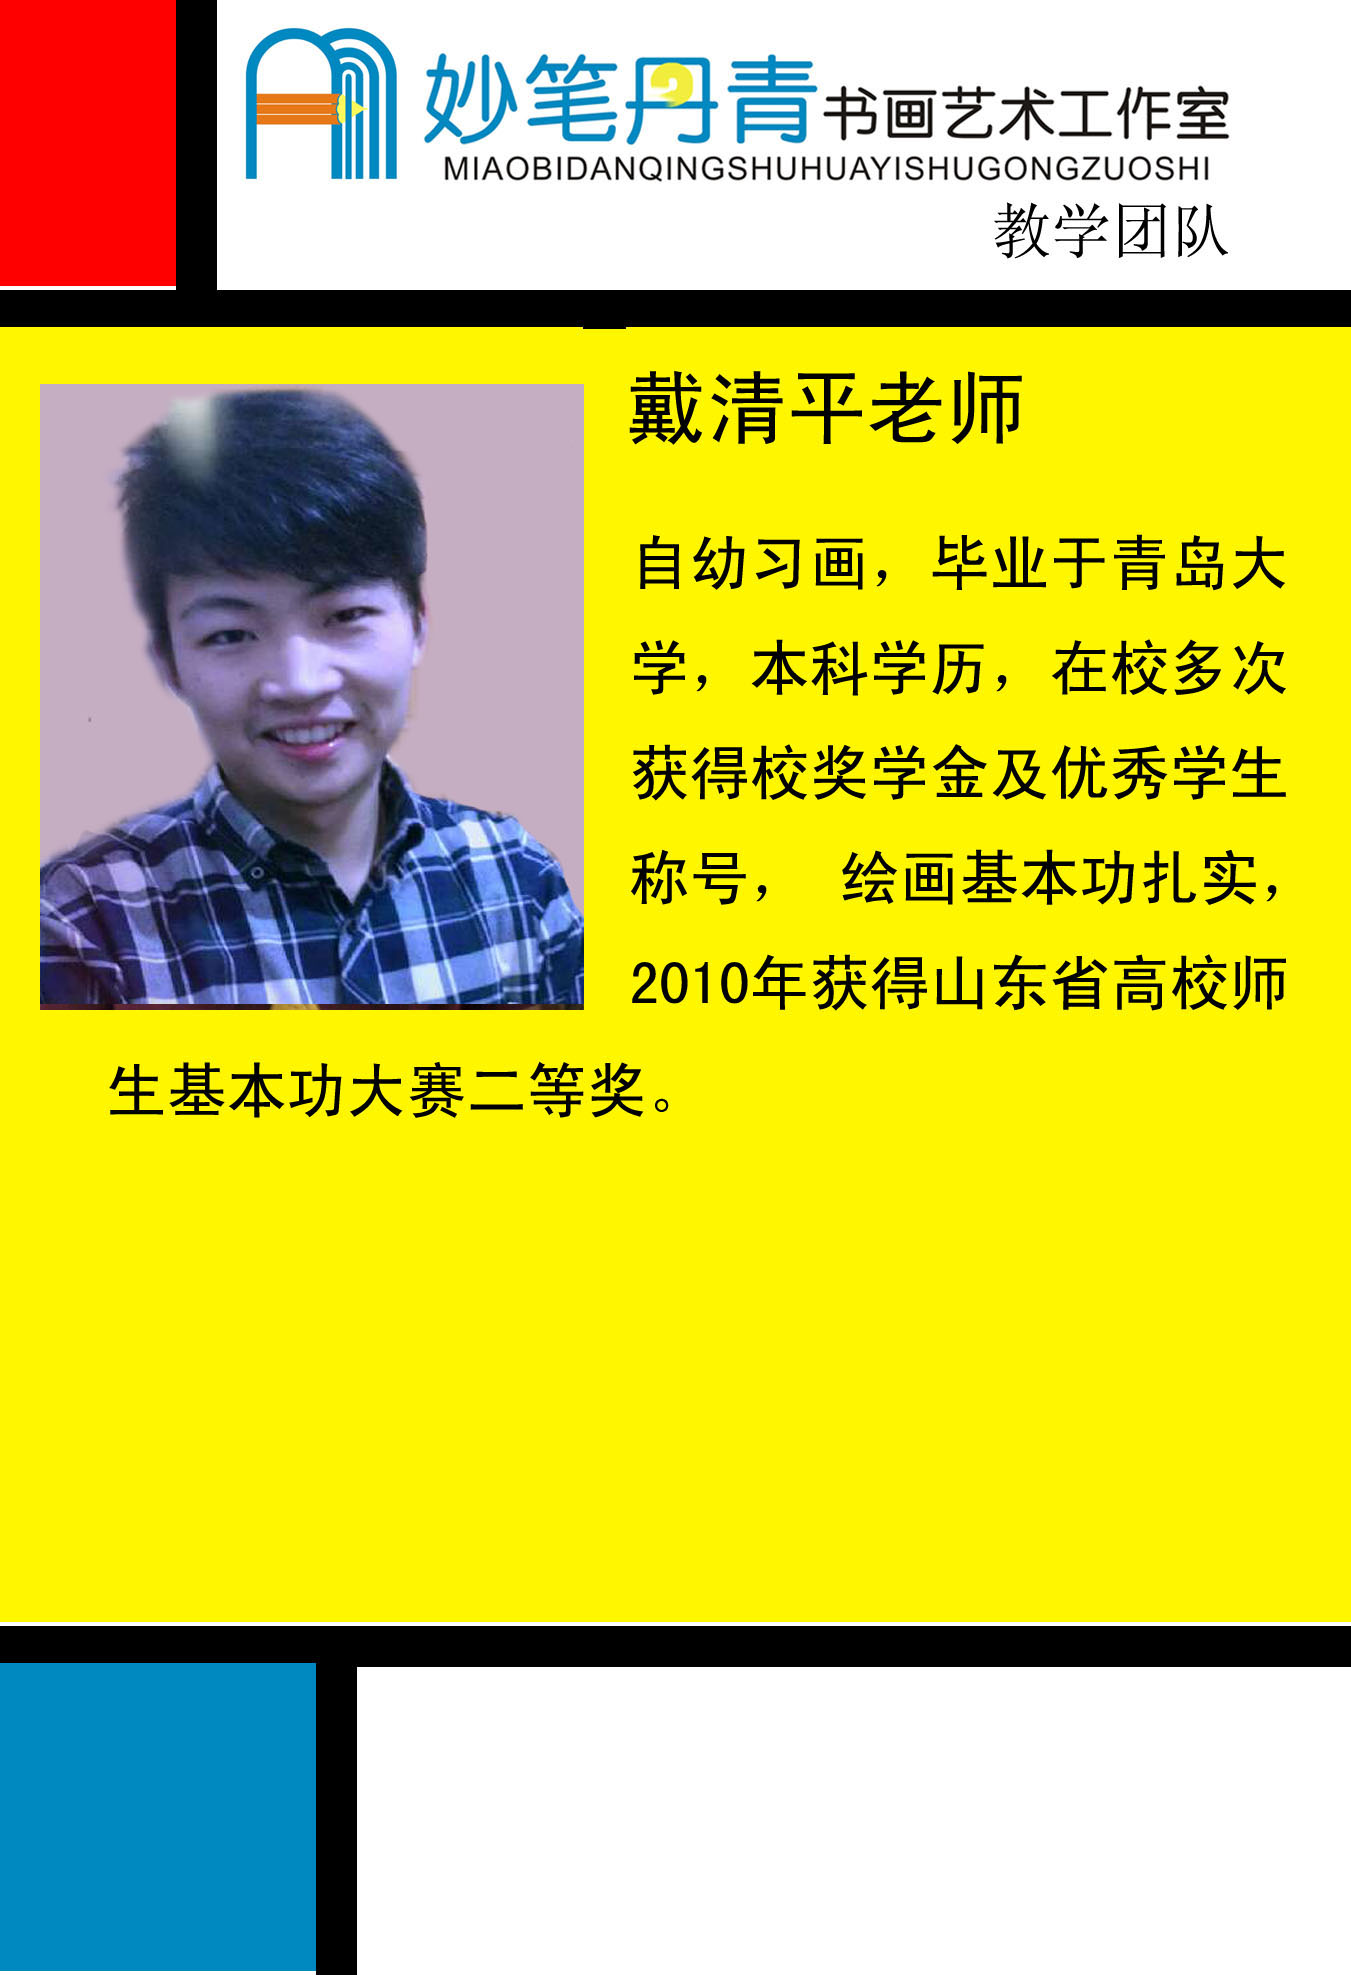 妙笔丹青书画艺术工作室
MIAOBIDANQINGSHUHUAYISHUGONGZUOSHI
教学团队
戴清平老师
自幼习画，毕业于青岛大
学，本科学历，在校多次
获得校奖学金及优秀学生
称号， 绘画基本功扎实，
2010年获得山东省高校师
生基本功大赛二等奖。